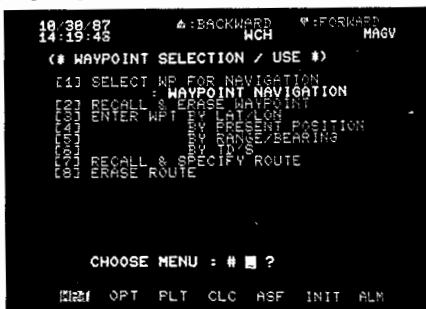 10/30/87 ♠:BACKWARD ♥:FORWARD
14:19:48 WCH MAGV
(* WAYPOINT SELECTION / USE *)
[1] SELECT WP FOR NAVIGATION
: WAYPOINT NAVIGATION
[2] RECALL & ERASE WAYPOINT
[3] ENTER WPT BY LAT/LON
[4] BY PRESENT POSITION
[5] BY RANGE/BEARING
[6] BY TD'S
[7] RECALL & SPECIFY ROUTE
[8] ERASE ROUTE
CHOOSE MENU : # ?
WPT OPT PLT CLC ASF INIT ALM